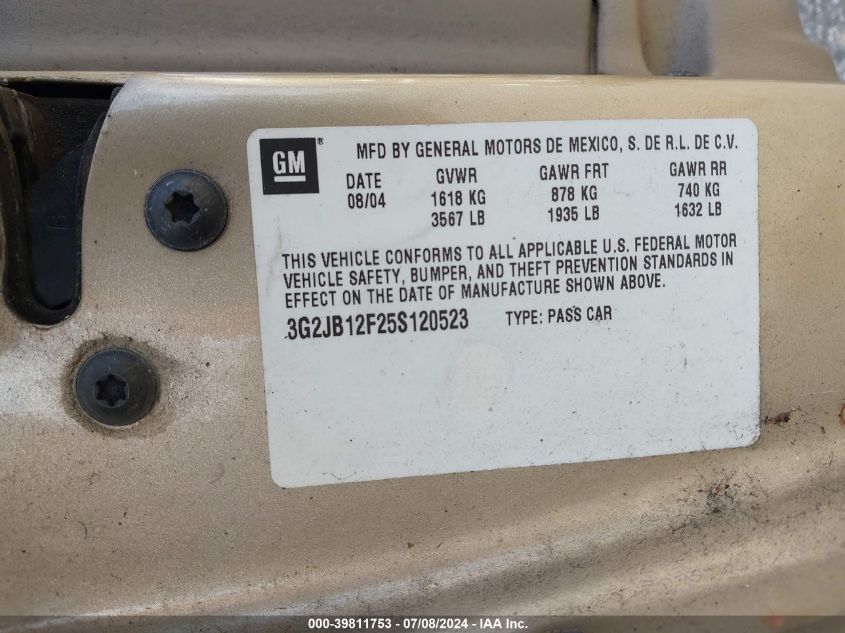 GM ® MFD BY GENERAL MOTORS DE MEXICO, S. DE R.L. DE C.V.
DATE GVWR GAWR FRT GAWR RR
08/04 1618 KG 878 KG 740 KG
3567 LB 1935 LB 1632 LB
THIS VEHICLE CONFORMS TO ALL APPLICABLE U.S. FEDERAL MOTOR
VEHICLE SAFETY, BUMPER, AND THEFT PREVENTION STANDARDS IN
EFFECT ON THE DATE OF MANUFACTURE SHOWN ABOVE.
3G2JB12F25S120523 TYPE: PASS CAR
000-39811753 - 07/08/2024 - IAA Inc.